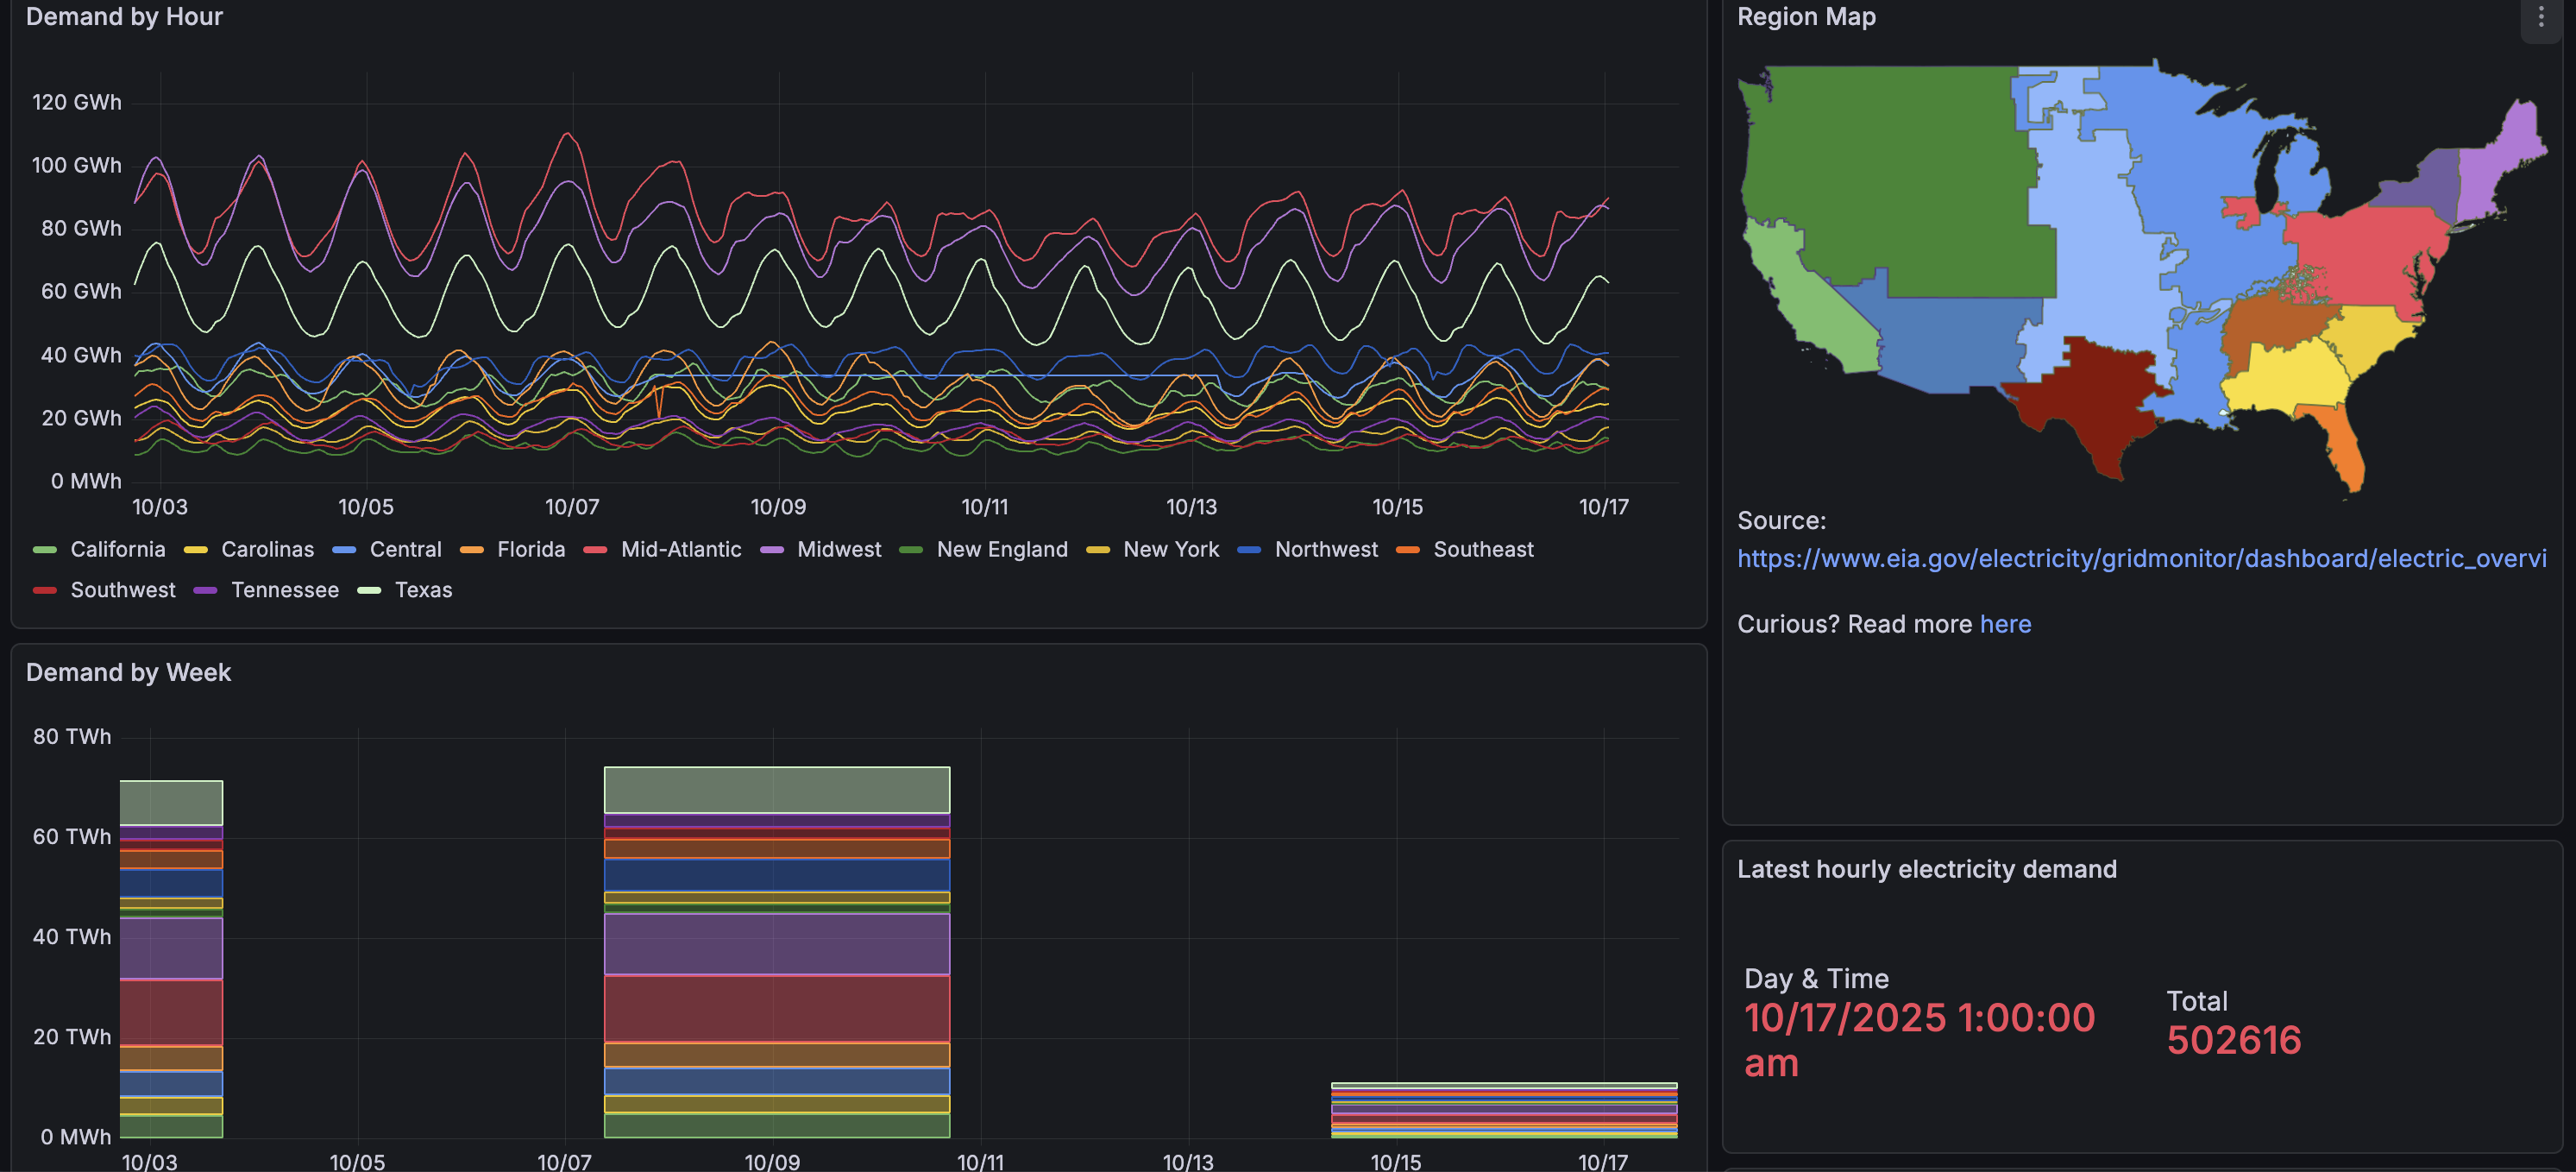 Demand by Hour
120 GWh
100 GWh
80 GWh
60 GWh
40 GWh
20 GWh
0 MWh
10/03 10/05 10/07 10/09 10/11 10/13 10/15 10/17
California Carolinas Central Florida Mid-Atlantic Midwest New England New York Northwest Southeast
Southwest Tennessee Texas
Demand by Week
80 TWh
60 TWh
40 TWh
20 TWh
0 MWh
10/03 10/05 10/07 10/09 10/11 10/13 10/15 10/17
Region Map
Source:
https://www.eia.gov/electricity/gridmonitor/dashboard/electric_overvi
Curious? Read more here
Latest hourly electricity demand
Day & Time
10/17/2025 1:00:00
am
Total
502616